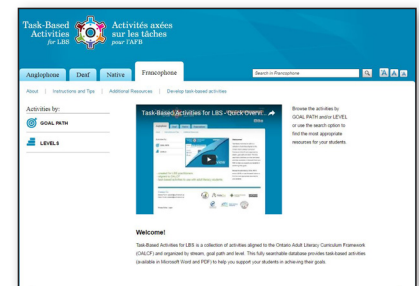 Task-Based
Activities
for LBS
Activités axées
sur les tâches
pour l'AFB
Anglophone
Deaf
Native
Francophone
Search in Francophone
A A A
About | Instructions and Tips | Additional Resources | Develop task-based activities
Activities by:
GOAL PATH
LEVELS
Task-Based Activities for LBS - Quick Overvi...
Browse the activities by
GOAL PATH and/or LEVEL
or use the search option to
find the most appropriate
resources for your students.
Welcome!
Task-Based Activities for LBS is a collection of activities aligned to the Ontario Adult Literacy Curriculum Framework
(OALCF) and organized by stream, goal path and level. This fully searchable database provides task-based activities
(available in Microsoft Word and PDF) to help you support your students in achieving their goals.